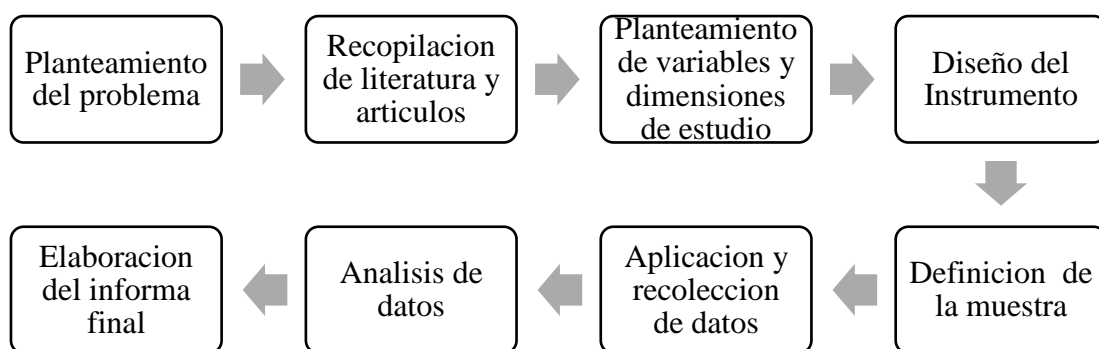 Planteamiento
del problema
Recopilacion
de literatura y
articulos
Planteamiento
de variables y
dimensiones
de estudio
Diseño del
Instrumento
Definicion de
la muestra
Aplicacion y
recoleccion
de datos
Analisis de
datos
Elaboracion
del informa
final